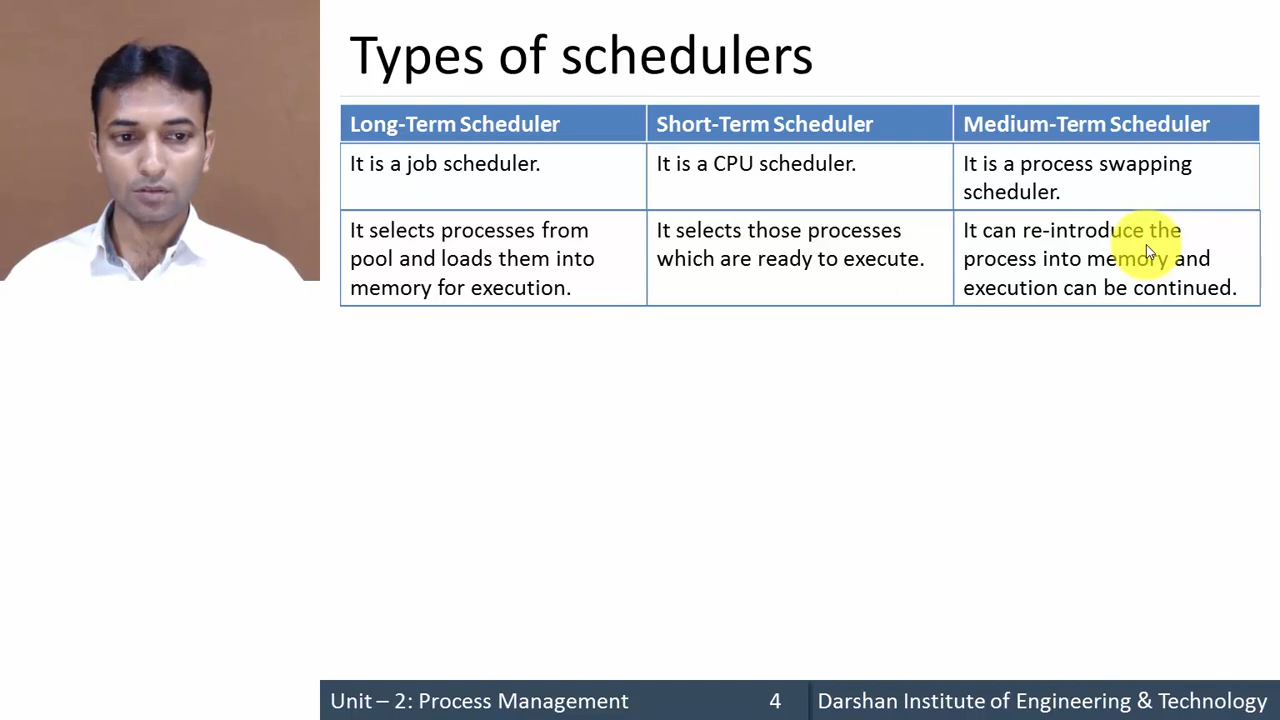 Types of schedulers
Long-Term Scheduler
Short-Term Scheduler
Medium-Term Scheduler
It is a job scheduler.
It is a CPU scheduler.
It is a process swapping
scheduler.
It selects processes from
pool and loads them into
memory for execution.
It selects those processes
which are ready to execute.
It can re-introduce the
process into memory and
execution can be continued.
Unit – 2: Process Management
4
Darshan Institute of Engineering & Technology